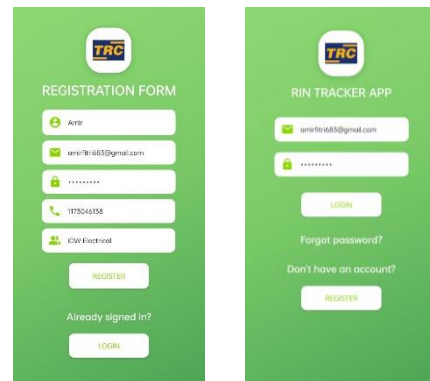 TRC
REGISTRATION FORM
Amir
amirfitri683@gmail.com
•••••••••
1173046138
IOW Electrical
REGISTER
Already signed in?
LOGIN
TRC
RIN TRACKER APP
amirfitri683@gmail.com
•••••••••
LOGIN
Forgot password?
Don't have an account?
REGISTER